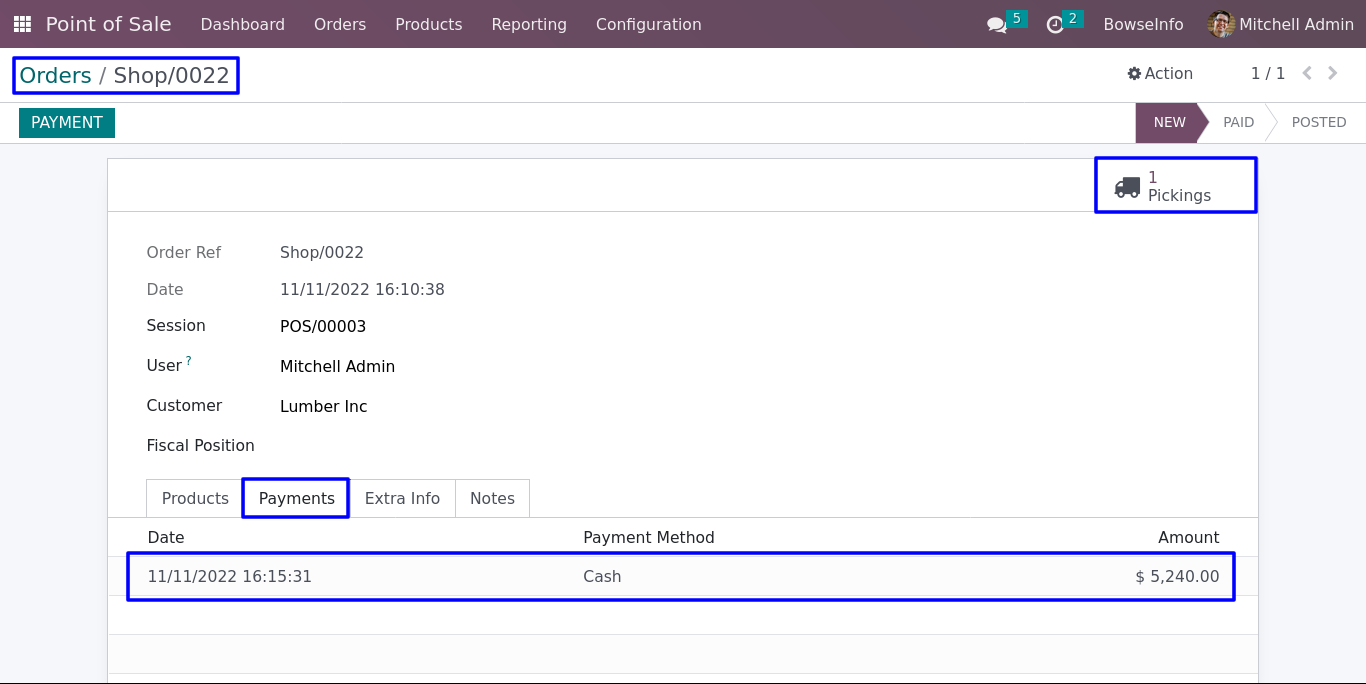 Point of Sale Dashboard Orders Products Reporting Configuration 5 2 BowseInfo Mitchell Admin
Orders / Shop/0022 Action 1 / 1
PAYMENT NEW PAID POSTED
1
Pickings
Order Ref Shop/0022
Date 11/11/2022 16:10:38
Session POS/00003
User ? Mitchell Admin
Customer Lumber Inc
Fiscal Position
Products Payments Extra Info Notes
Date Payment Method Amount
11/11/2022 16:15:31 Cash $ 5,240.00